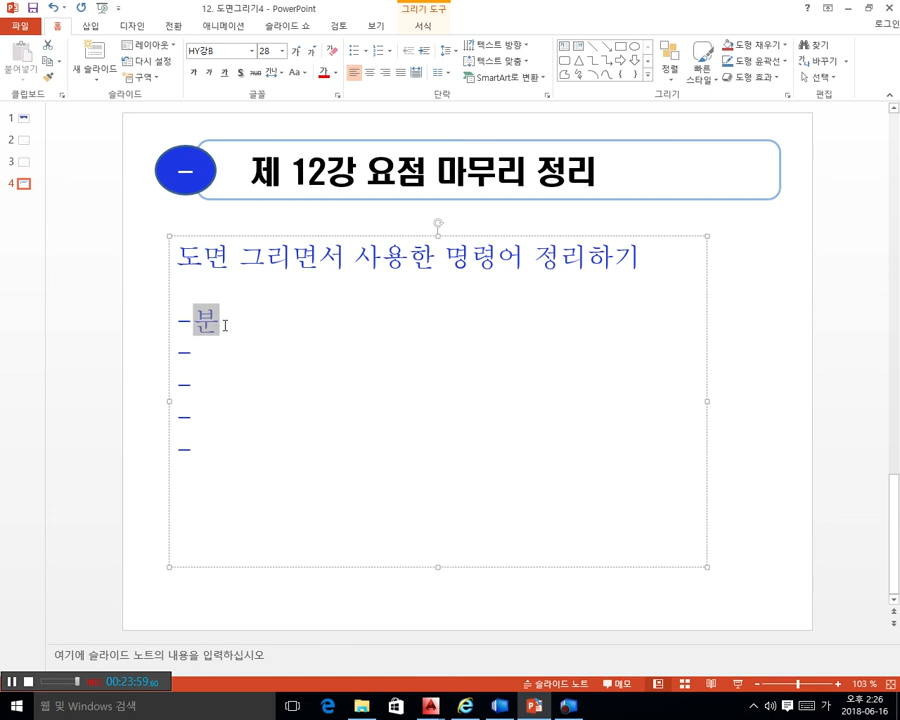 12. 도면그리기4 - PowerPoint
그리기 도구
파일
홈
삽입
디자인
전환
애니메이션
슬라이드 쇼
검토
보기
서식
로그인
붙여넣기
새 슬라이드
레이아웃
다시 설정
구역
HY강B
28
텍스트 방향
텍스트 맞춤
SmartArt로 변환
정렬
빠른
스타일
도형 채우기
도형 윤곽선
도형 효과
찾기
바꾸기
선택
클립보드
슬라이드
글꼴
단락
그리기
편집
1
2
3
4
– 제 12강 요점 마무리 정리
도면 그리면서 사용한 명령어 정리하기
–분
–
–
–
–
여기에 슬라이드 노트의 내용을 입력하십시오
슬라이드 노트
메모
103 %
웹 및 Windows 검색
가
오후 2:26
2018-06-16